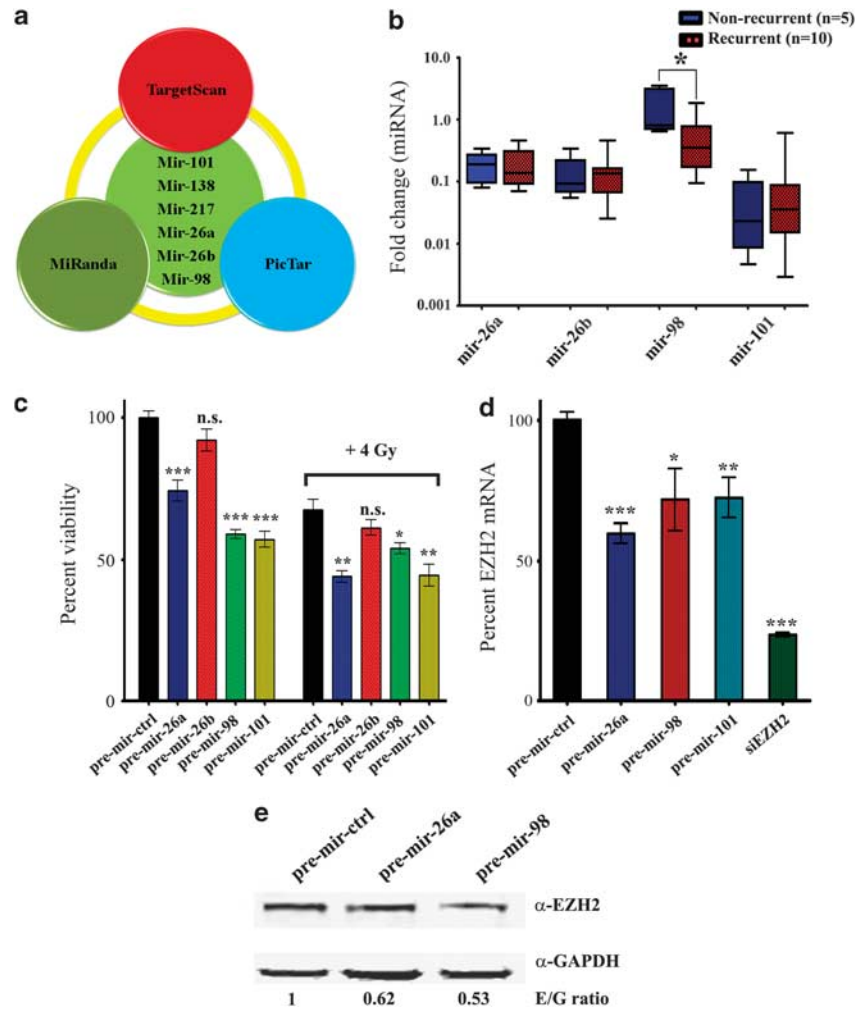 a
TargetScan
Mir-101
Mir-138
Mir-217
Mir-26a
Mir-26b
Mir-98
MiRanda
PicTar
b
Non-recurrent (n=5)
Recurrent (n=10)
Fold change (miRNA)
10.0
1.0
0.1
0.01
0.001
*
mir-26a
mir-26b
mir-98
mir-101
c
Percent viability
100
50
0
***
n.s.
***
***
+ 4 Gy
**
n.s.
*
**
pre-mir-ctrl
pre-mir-26a
pre-mir-26b
pre-mir-98
pre-mir-101
pre-mir-ctrl
pre-mir-26a
pre-mir-26b
pre-mir-98
pre-mir-101
d
Percent EZH2 mRNA
100
50
0
***
*
**
***
pre-mir-ctrl
pre-mir-26a
pre-mir-98
pre-mir-101
siEZH2
e
pre-mir-ctrl
pre-mir-26a
pre-mir-98
α-EZH2
α-GAPDH
1 0.62 0.53 E/G ratio